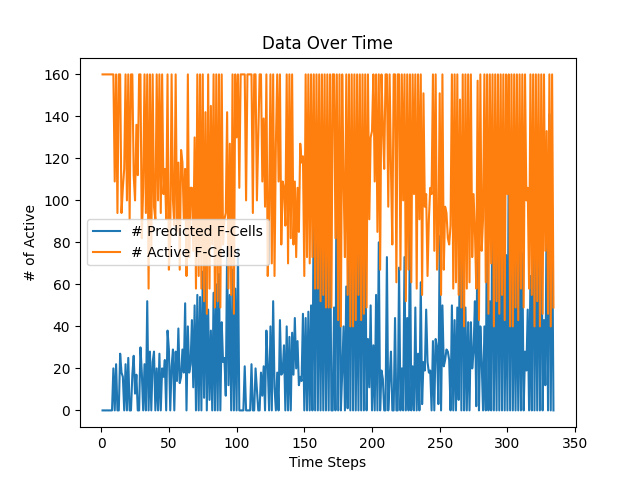 Data Over Time
# of Active
160
140
120
100
80
60
40
20
0
# Predicted F-Cells
# Active F-Cells
0 50 100 150 200 250 300 350
Time Steps